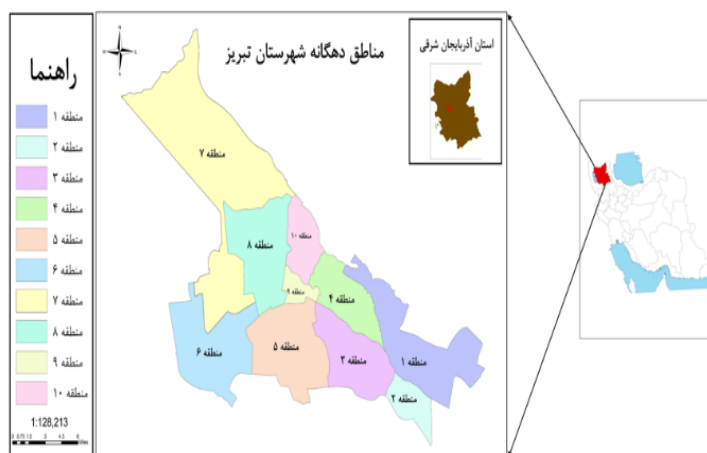 مناطق دهگانه شهرستان تبریز
استان آذربایجان شرقی
راهنما
منطقه ۱
منطقه ۲
منطقه ۳
منطقه ۴
منطقه ۵
منطقه ۶
منطقه ۷
منطقه ۸
منطقه ۹
منطقه ۱۰
1:128,213
منطقه ۷
منطقه ۸
منطقه ۱۰
منطقه ۹
منطقه ۴
منطقه ۶
منطقه ۵
منطقه ۳
منطقه ۱
منطقه ۲